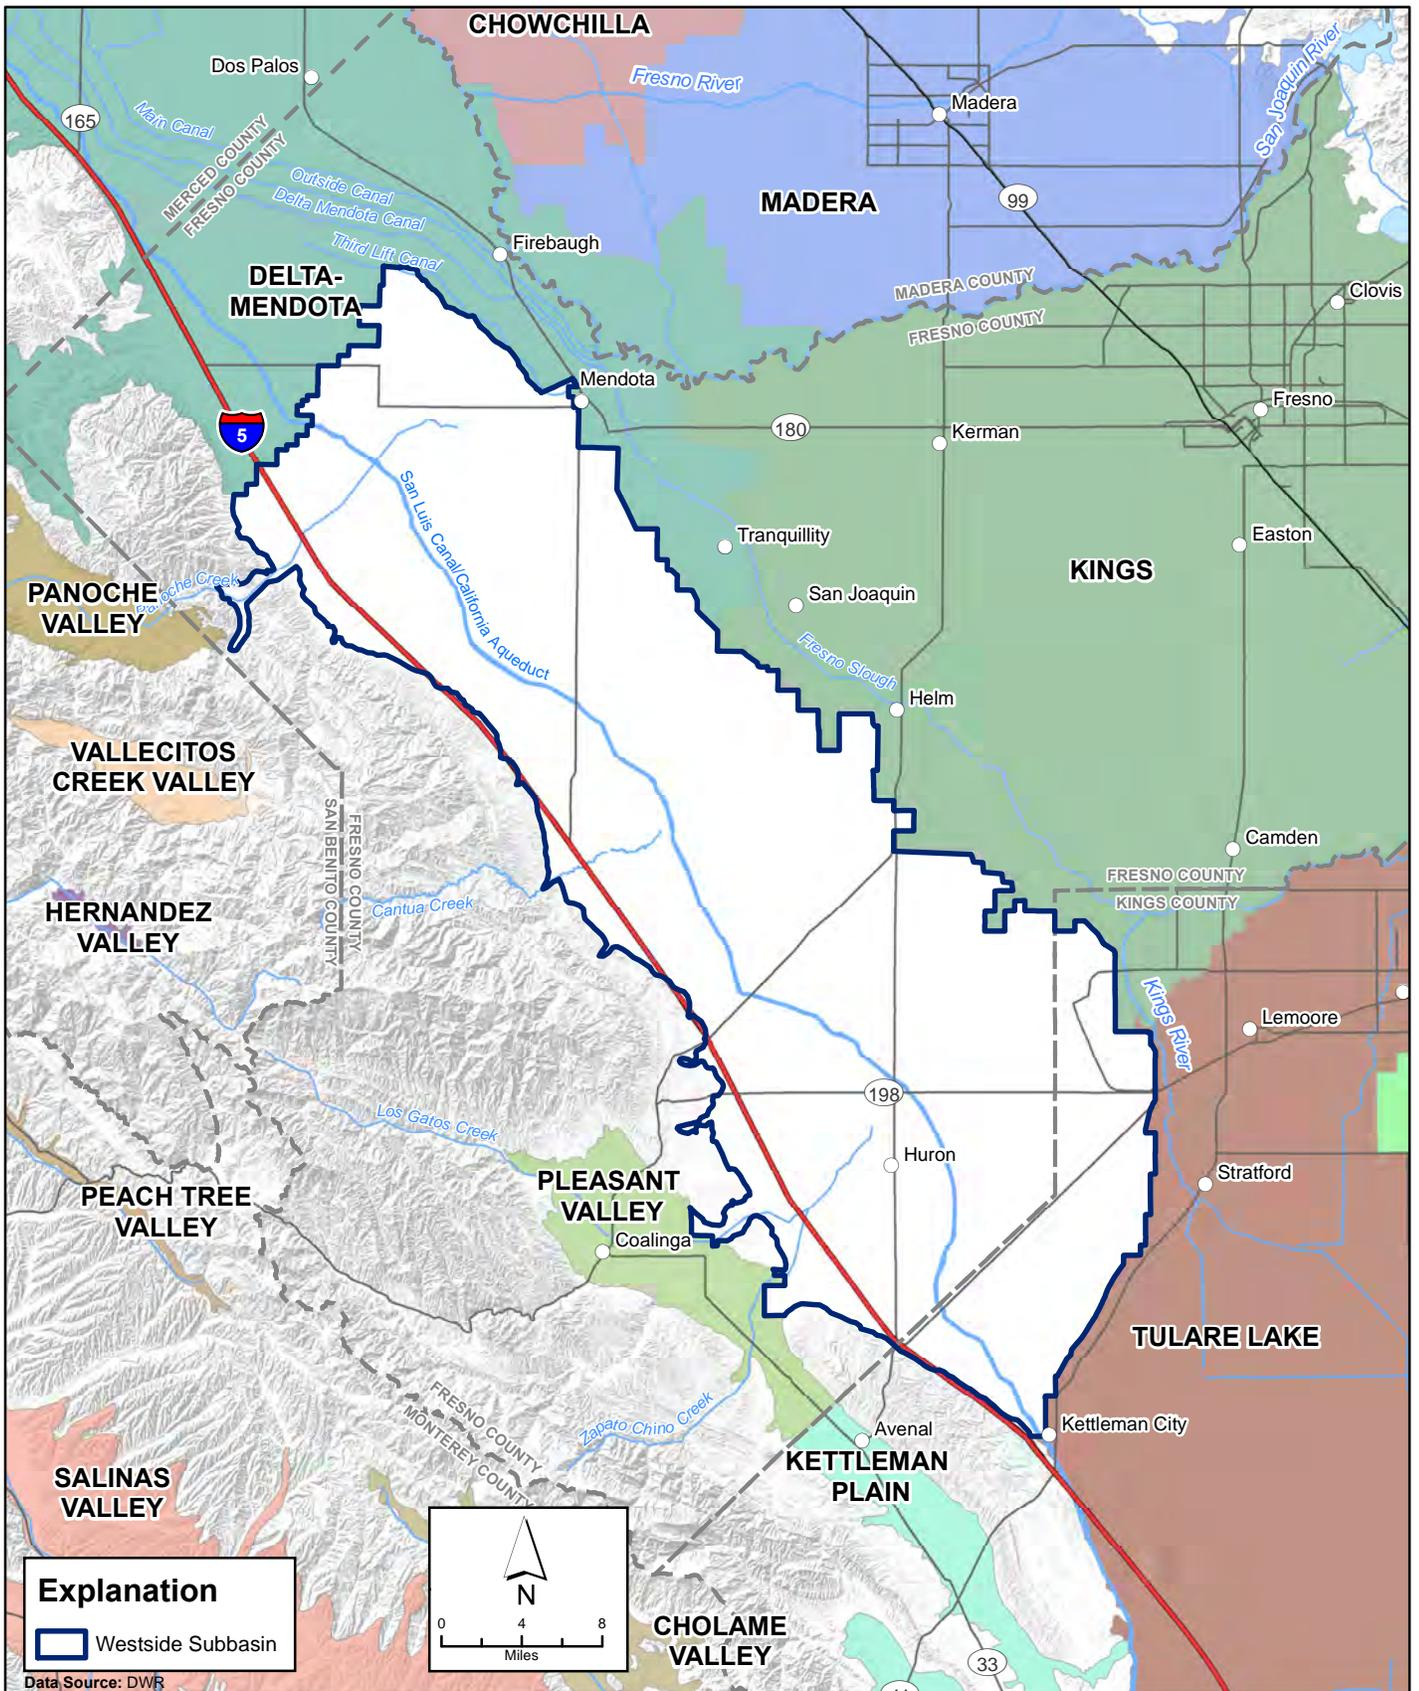 CHOWCHILLA
Dos Palos
Fresno River
San Joaquin River
Madera
165
Main Canal
MERCED COUNTY
FRESNO COUNTY
Outside Canal
Delta Mendota Canal
Third Lift Canal
MADERA
99
Firebaugh
DELTA-
MENDOTA
MADERA COUNTY
FRESNO COUNTY
Clovis
Mendota
Fresno
5
180
Kerman
San Luis Canal/California Aqueduct
Tranquillity
Easton
KINGS
PANOCHE
VALLEY
Panoche Creek
San Joaquin
Fresno Slough
Helm
VALLECITOS
CREEK VALLEY
SAN BENITO COUNTY
FRESNO COUNTY
Camden
FRESNO COUNTY
KINGS COUNTY
HERNANDEZ
VALLEY
Cantua Creek
Kings River
Lemoore
198
Los Gatos Creek
Huron
PLEASANT
VALLEY
Stratford
PEACH TREE
VALLEY
Coalinga
TULARE LAKE
FRESNO COUNTY
MONTEREY COUNTY
Zapato Chino Creek
Avenal
Kettleman City
KETTLEMAN
PLAIN
SALINAS
VALLEY
N
0 4 8
Miles
Explanation
Westside Subbasin
CHOLAME
VALLEY
33
Data Source: DWR